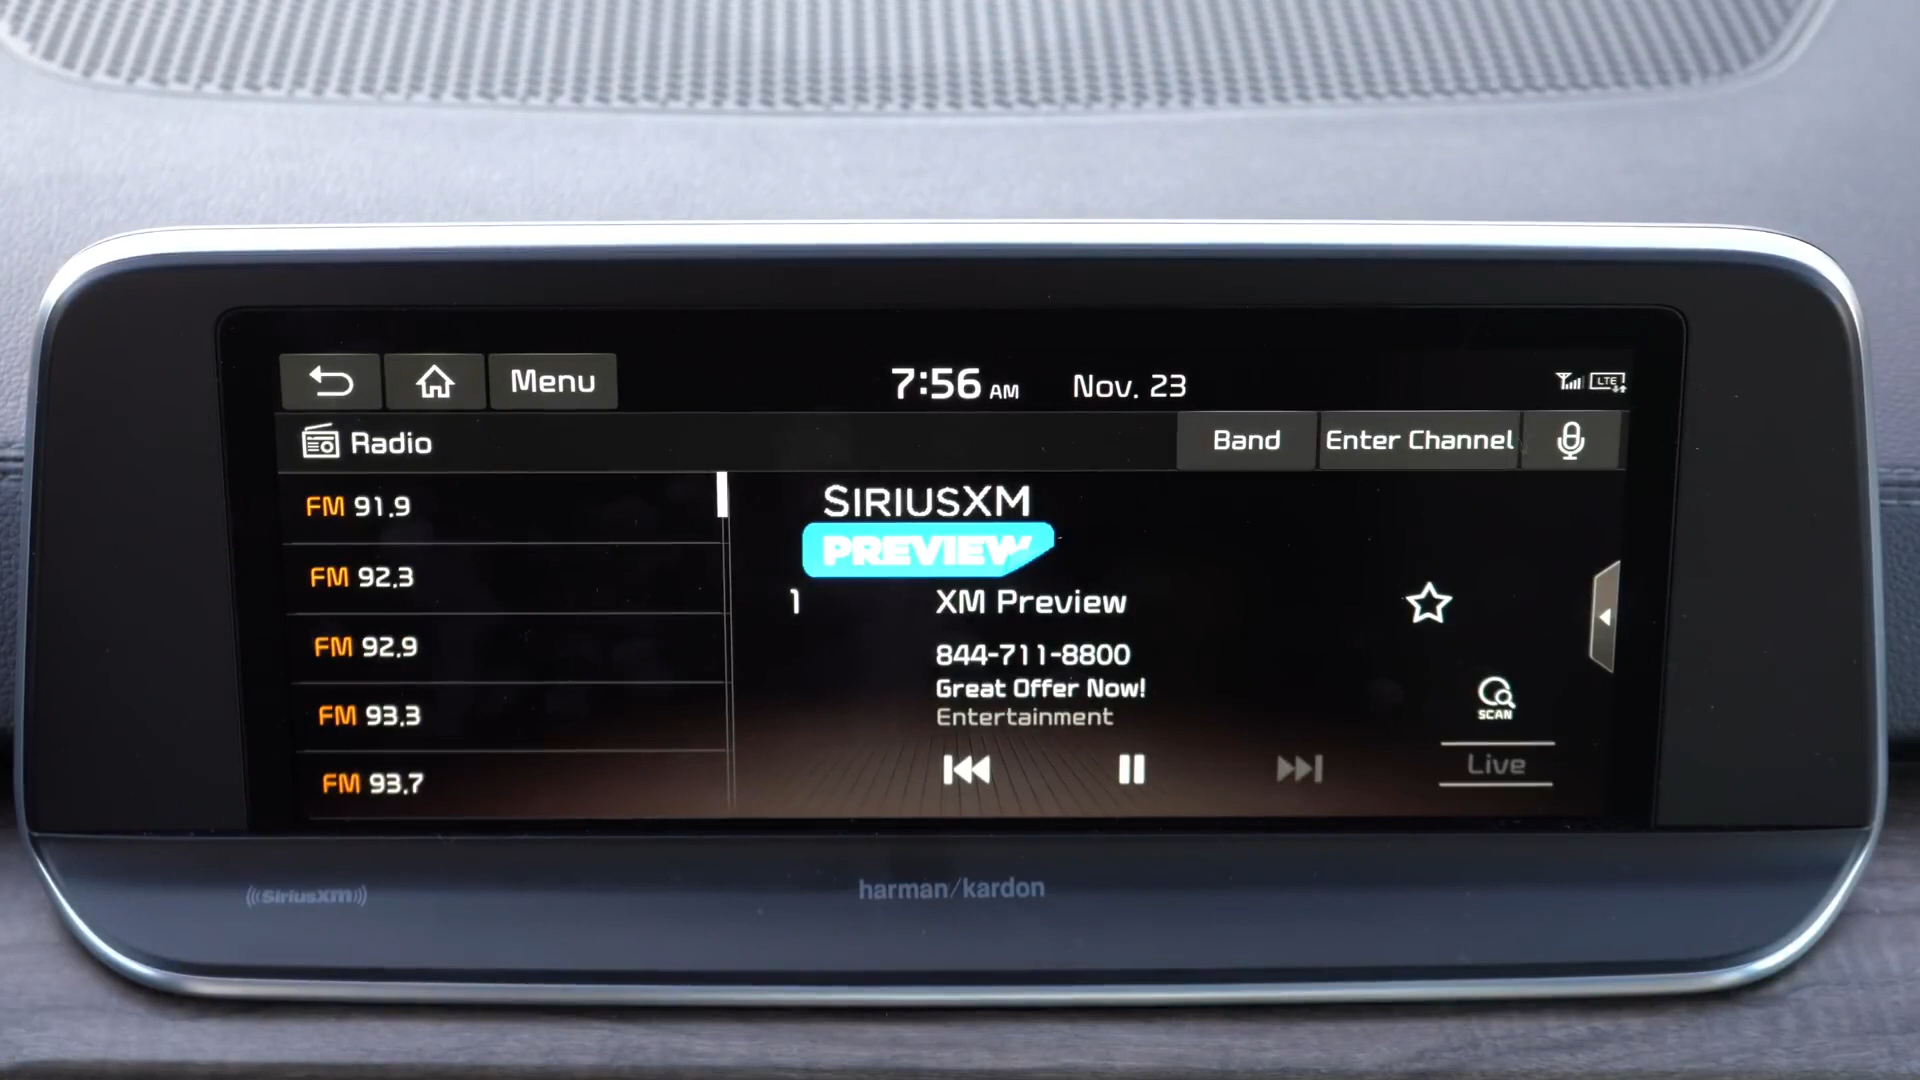 Menu
7:56 AM
Nov. 23
LTE
Radio
Band
Enter Channel
FM 91.9
FM 92.3
FM 92.9
FM 93.3
FM 93.7
SIRIUSXM
PREVIEW
1
XM Preview
844-711-8800
Great Offer Now!
Entertainment
SCAN
Live
((SiriusXM))
harman/kardon